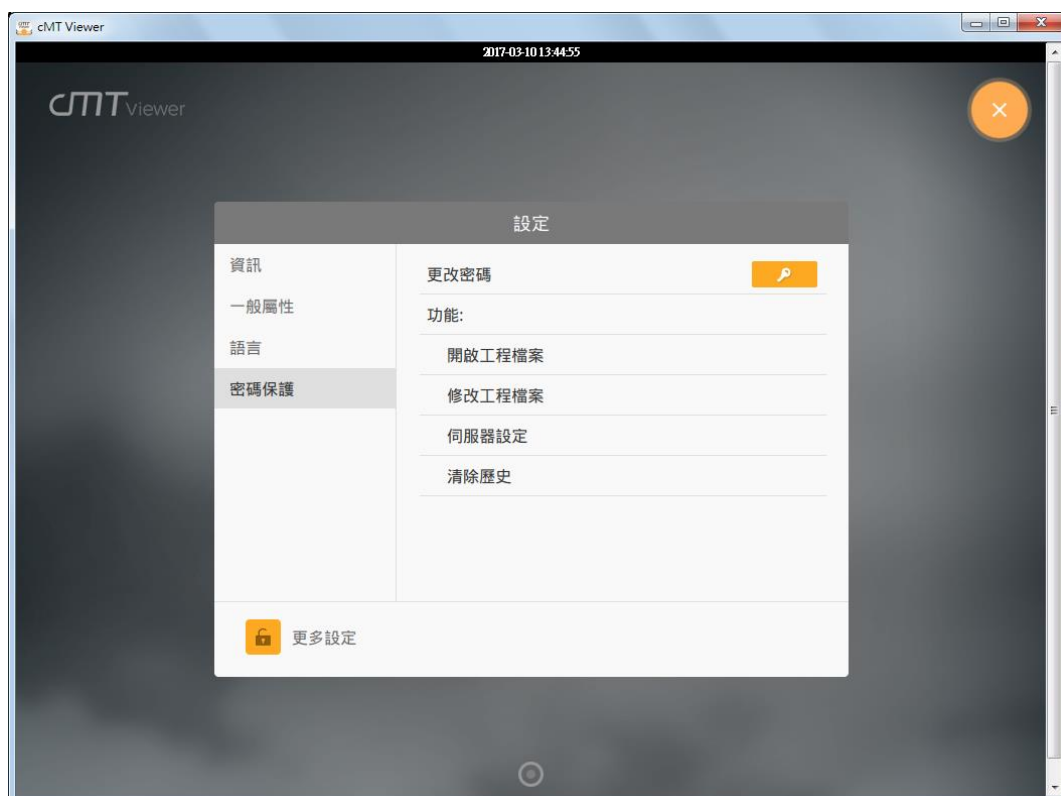 cMT Viewer
2017-03-10 13:44:55
cMT Viewer
設定
資訊
一般屬性
語言
密碼保護
更改密碼
功能:
開啟工程檔案
修改工程檔案
伺服器設定
清除歷史
更多設定